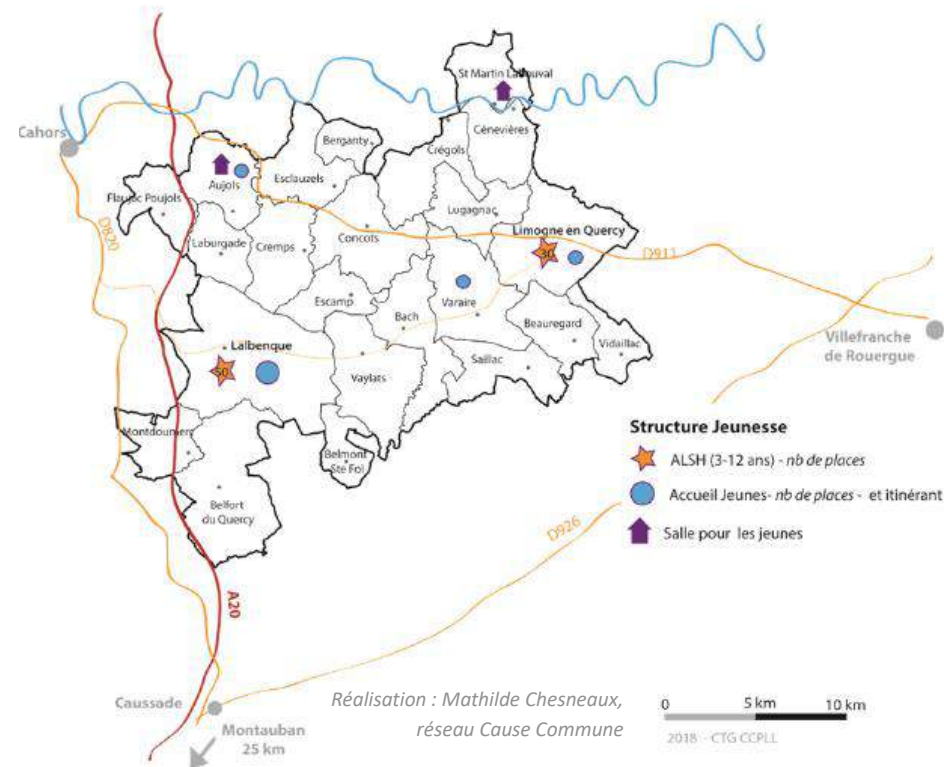 St Martin Labouval
Cénevières
Cahors
Berganty
Crégols
Esclauzels
Aujols
Flaujac Poujols
Lugagnac
D820
Limogne en Quercy
Laburgade
Cremps
Concots
30
D911
Escamp
Varaire
Bach
Beauregard
Villefranche
de Rouergue
Vidaillac
Lalbenque
Saillac
50
Vaylats
Structure Jeunesse
Montdoumerc
ALSH (3-12 ans) - nb de places
Belmont
Ste Foi
Accueil Jeunes- nb de places - et itinérant
Belfort
du Quercy
Salle pour les jeunes
D926
A20
Caussade
Réalisation : Mathilde Chesneaux,
réseau Cause Commune
0 5 km 10 km
Montauban
25 km
2018 - CTG CCPLL